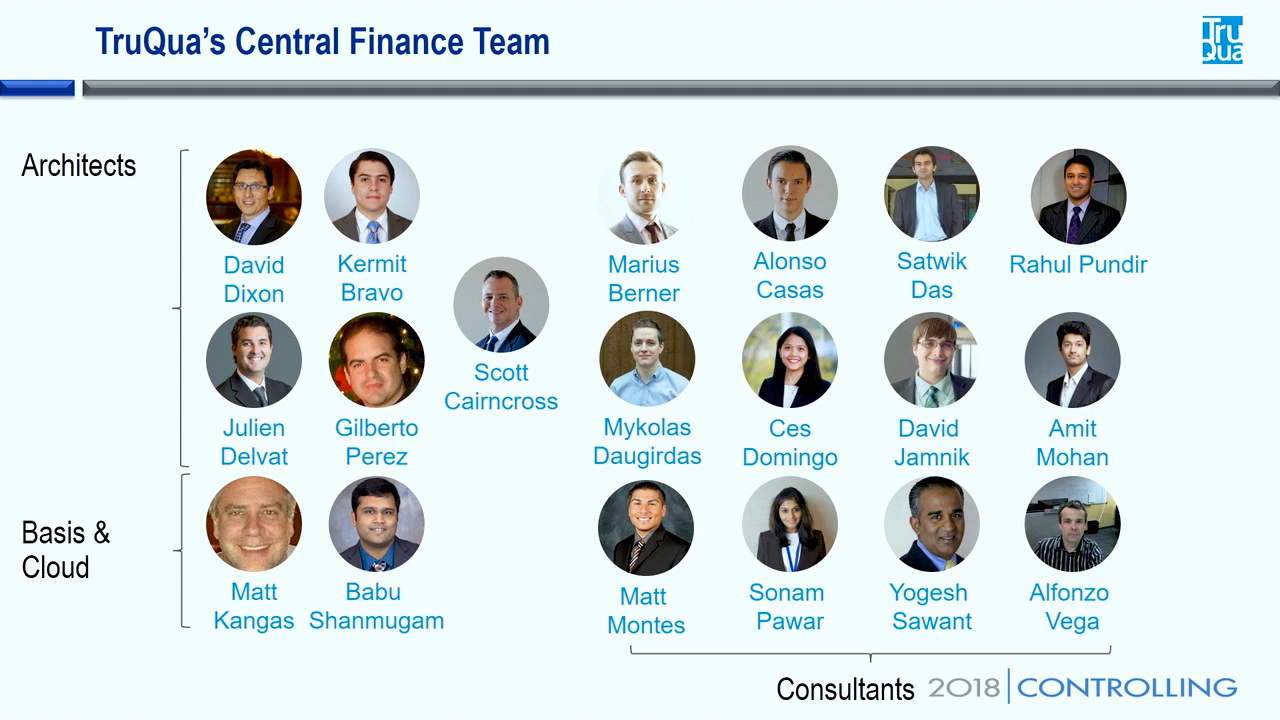 TruQua’s Central Finance Team
Tru
Qua
Architects
David
Dixon
Kermit
Bravo
Scott
Cairncross
Marius
Berner
Alonso
Casas
Satwik
Das
Rahul Pundir
Julien
Delvat
Gilberto
Perez
Mykolas
Daugirdas
Ces
Domingo
David
Jamnik
Amit
Mohan
Basis &
Cloud
Matt
Kangas
Babu
Shanmugam
Matt
Montes
Sonam
Pawar
Yogesh
Sawant
Alfonzo
Vega
Consultants
2018 | CONTROLLING